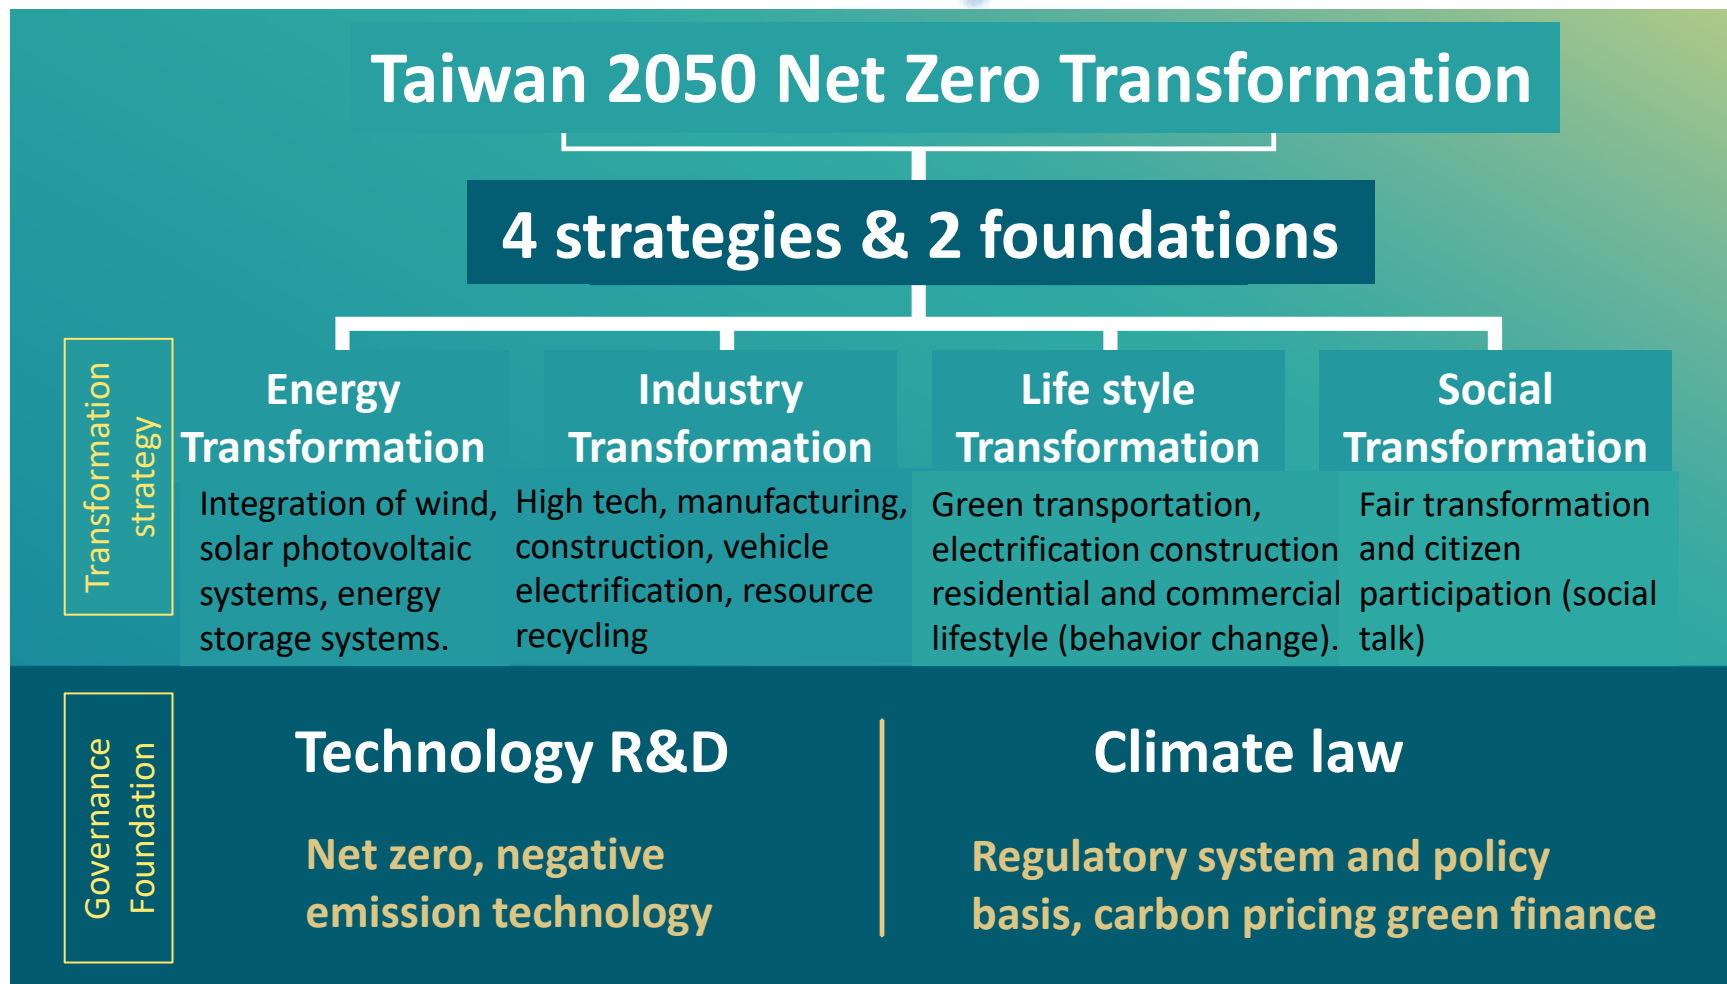 Taiwan 2050 Net Zero Transformation
4 strategies & 2 foundations
Transformation
strategy
Energy
Transformation
Integration of wind,
solar photovoltaic
systems, energy
storage systems.
Industry
Transformation
High tech, manufacturing,
construction, vehicle
electrification, resource
recycling
Life style
Transformation
Green transportation,
electrification construction
residential and commercial
lifestyle (behavior change).
Social
Transformation
Fair transformation
and citizen
participation (social
talk)
Governance
Foundation
Technology R&D
Net zero, negative
emission technology
Climate law
Regulatory system and policy
basis, carbon pricing green finance